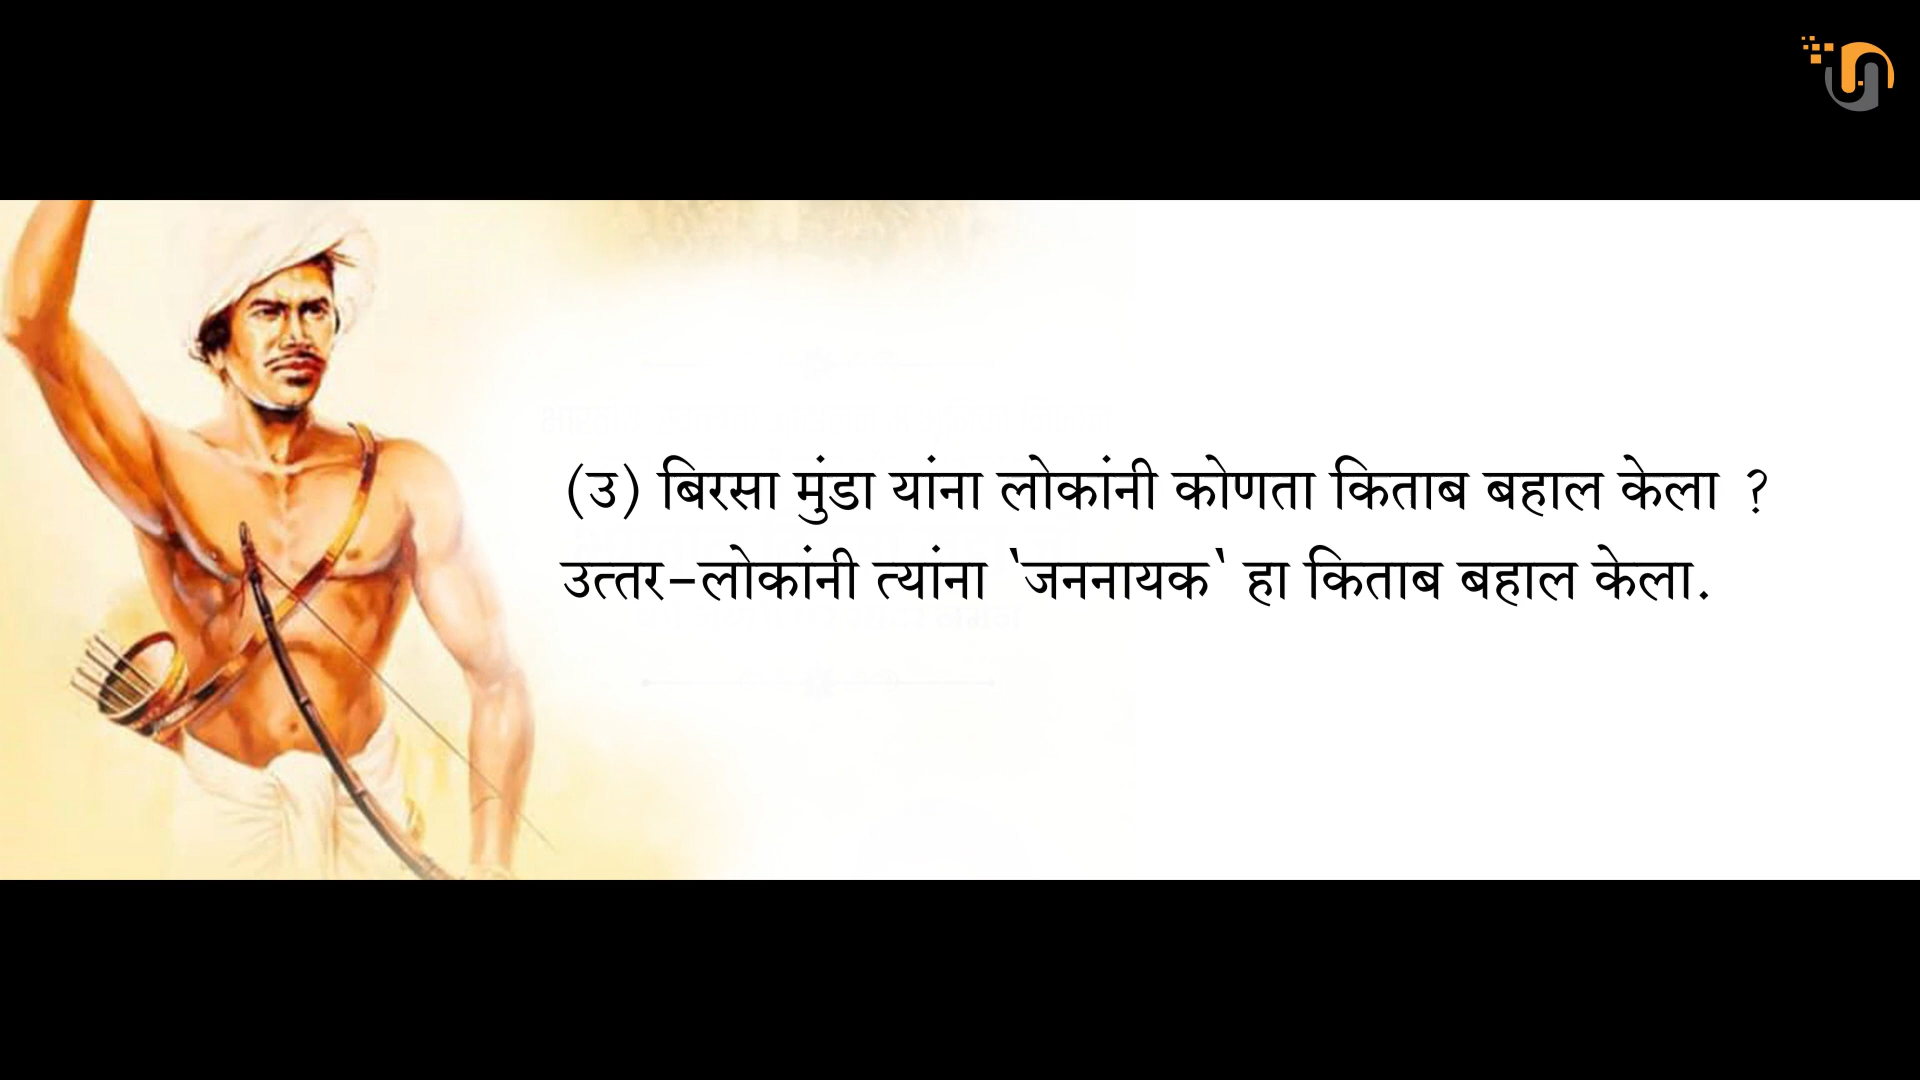 (उ) बिरसा मुंडा यांना लोकांनी कोणता किताब बहाल केला ?
उत्तर–लोकांनी त्यांना `जननायक` हा किताब बहाल केला.